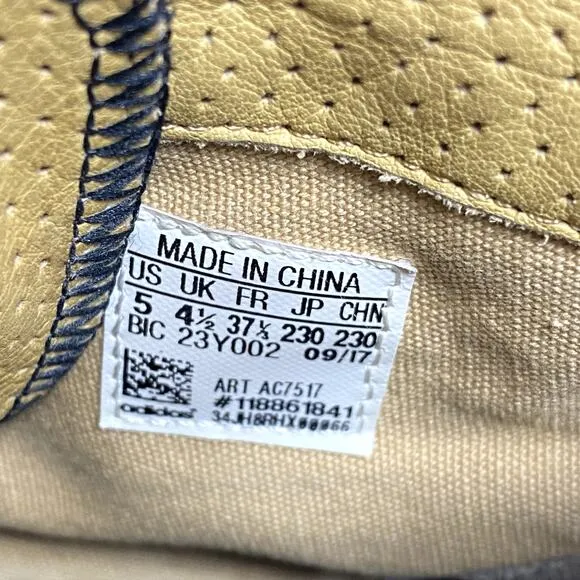 MADE IN CHINA
US UK FR JP CHN
5 4½ 37⅓ 230 230
BIC 23Y002 09/17
ART AC7517
adidas #118861841
34JH8RHX00066